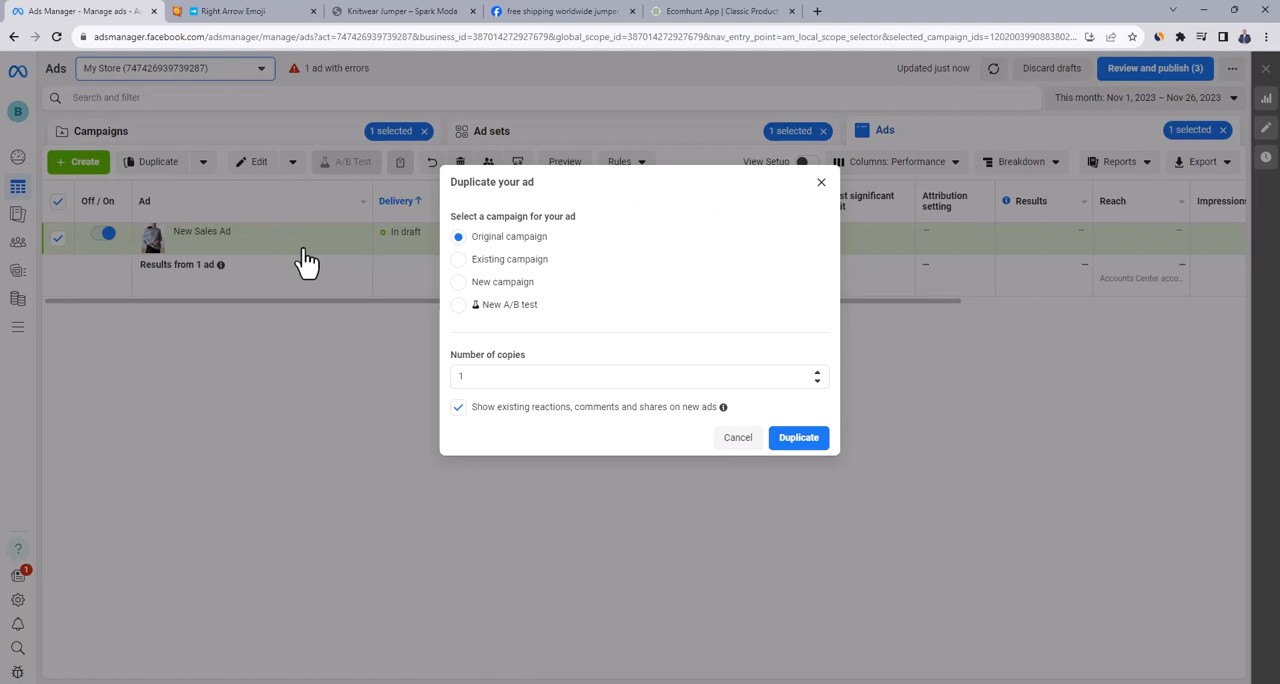 Ads Manager - Manage ads - A
Right Arrow Emoji
Knitwear Jumper – Spark Moda
free shipping worldwide jumper
Ecomhunt App | Classic Product
adsmanager.facebook.com/adsmanager/manage/ads?act=747426939739287&business_id=387014272927679&global_scope_id=387014272927679&nav_entry_point=am_local_scope_selector&selected_campaign_ids=1202003990883802...
Ads
My Store (747426939739287)
1 ad with errors
Updated just now
Discard drafts
Review and publish (3)
B
Search and filter
This month: Nov 1, 2023 – Nov 26, 2023
Campaigns
1 selected
Ad sets
1 selected
Ads
1 selected
+ Create
Duplicate
Edit
A/B Test
Preview
Rules
View Setup
Columns: Performance
Breakdown
Reports
Export
Off / On
Ad
Delivery ↑
st significant
it
Attribution
setting
Results
Reach
Impressions
New Sales Ad
In draft
–
–
–
Results from 1 ad
–
–
–
Accounts Center acco...
Duplicate your ad
Select a campaign for your ad
Original campaign
Existing campaign
New campaign
New A/B test
Number of copies
1
Show existing reactions, comments and shares on new ads
Cancel
Duplicate
?
1